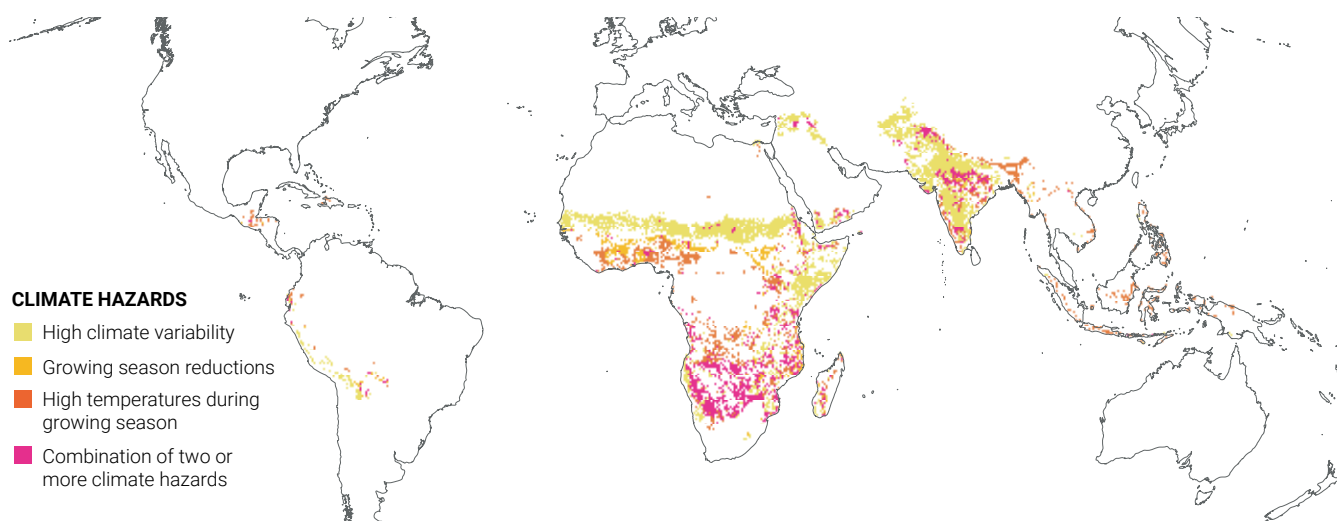 CLIMATE HAZARDS
High climate variability
Growing season reductions
High temperatures during
growing season
Combination of two or
more climate hazards